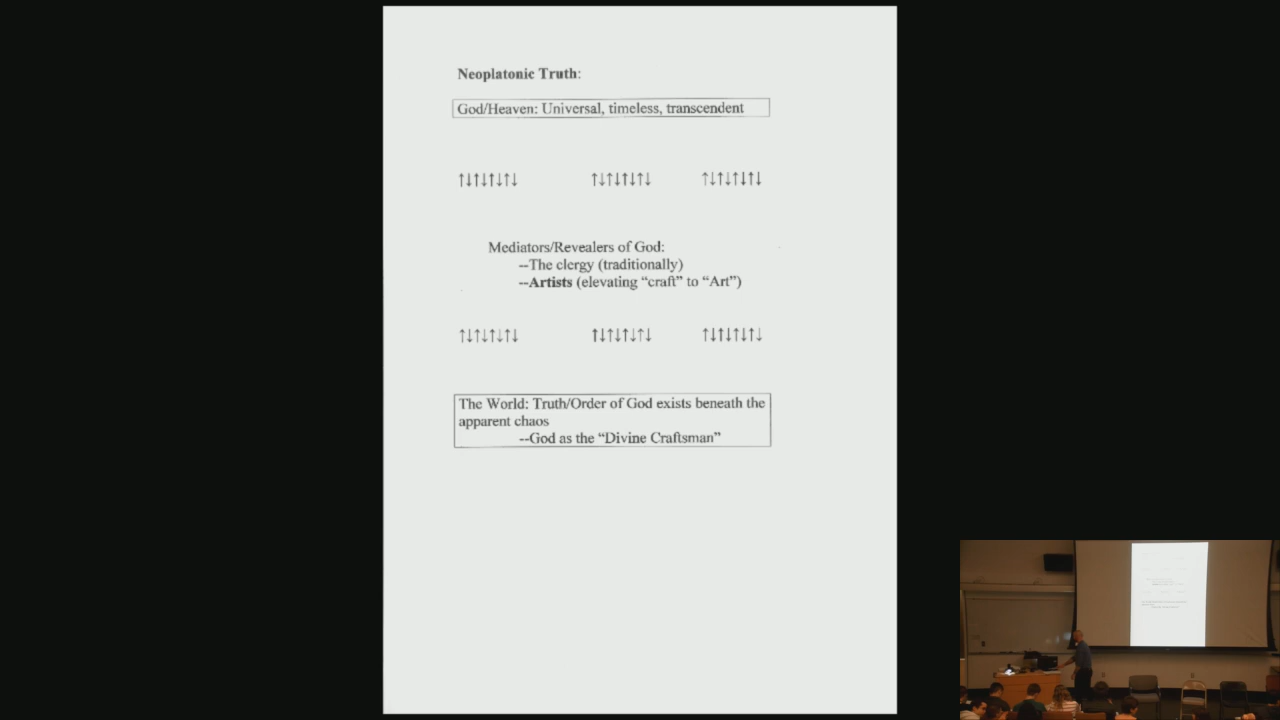 Neoplatonic Truth:
God/Heaven: Universal, timeless, transcendent
↑↓↑↓↑↓↑↓ ↑↓↑↓↑↓↑↓ ↑↓↑↓↑↓↑↓
Mediators/Revealers of God:
--The clergy (traditionally)
--Artists (elevating “craft” to “Art”)
↑↓↑↓↑↓↑↓ ↑↓↑↓↑↓↑↓ ↑↓↑↓↑↓↑↓
The World: Truth/Order of God exists beneath the
apparent chaos
--God as the “Divine Craftsman”